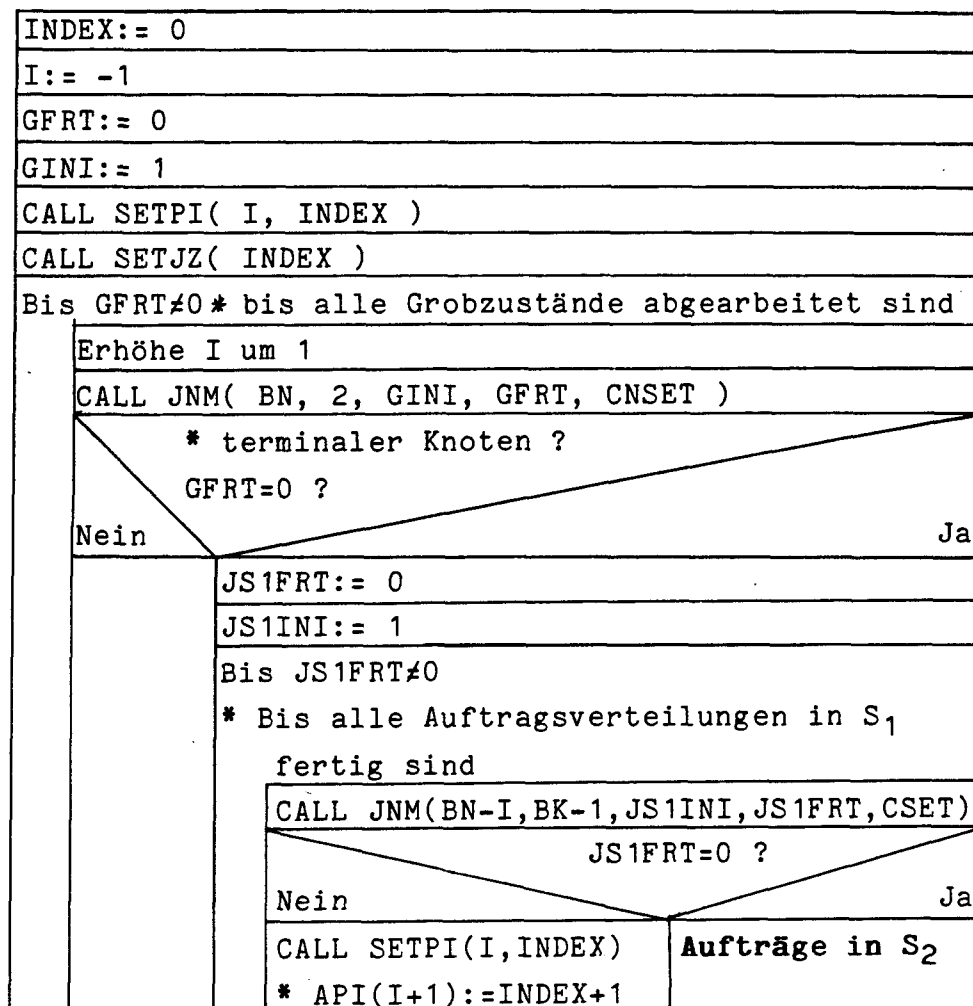 INDEX:= 0
I:= -1
GFRT:= 0
GINI:= 1
CALL SETPI( I, INDEX )
CALL SETJZ( INDEX )
Bis GFRT≠0 * bis alle Grobzustände abgearbeitet sind
Erhöhe I um 1
CALL JNM( BN, 2, GINI, GFRT, CNSET )
* terminaler Knoten ?
GFRT=0 ?
Nein Ja
JS1FRT:= 0
JS1INI:= 1
Bis JS1FRT≠0
* Bis alle Auftragsverteilungen in S₁
fertig sind
CALL JNM(BN-I,BK-1,JS1INI,JS1FRT,CSET)
JS1FRT=0 ?
Nein Ja
CALL SETPI(I,INDEX) Aufträge in S₂
* API(I+1):=INDEX+1